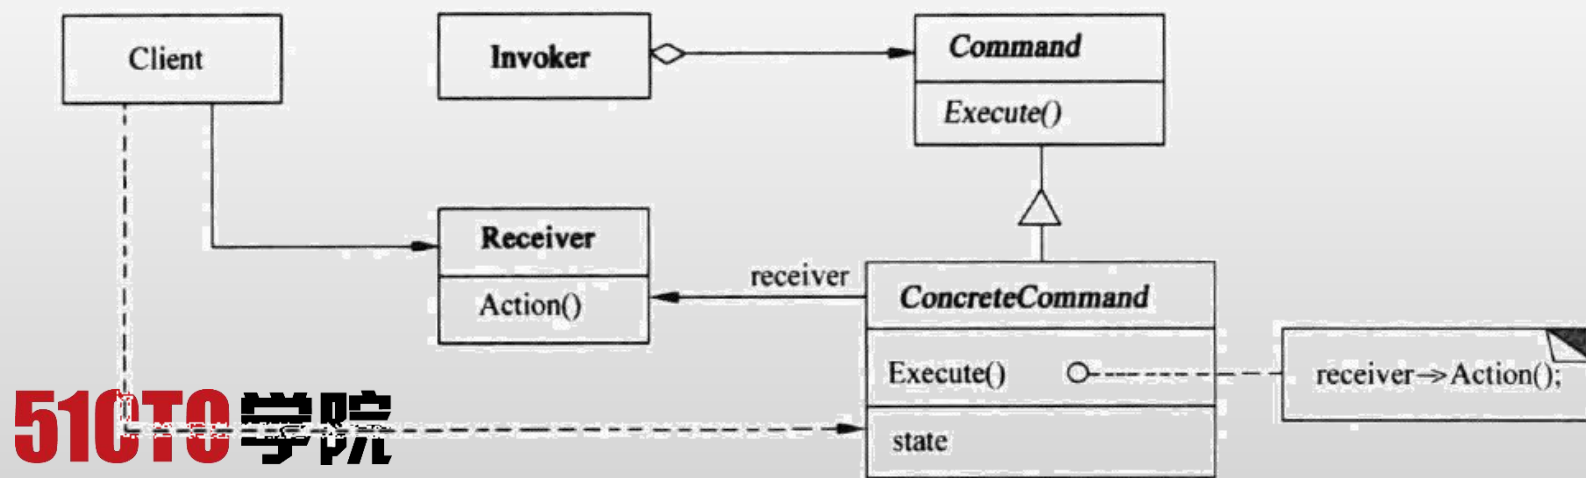 Client
Invoker
Command
Execute()
Receiver
Action()
receiver
ConcreteCommand
Execute()
receiver->Action();
state
51CTO学院